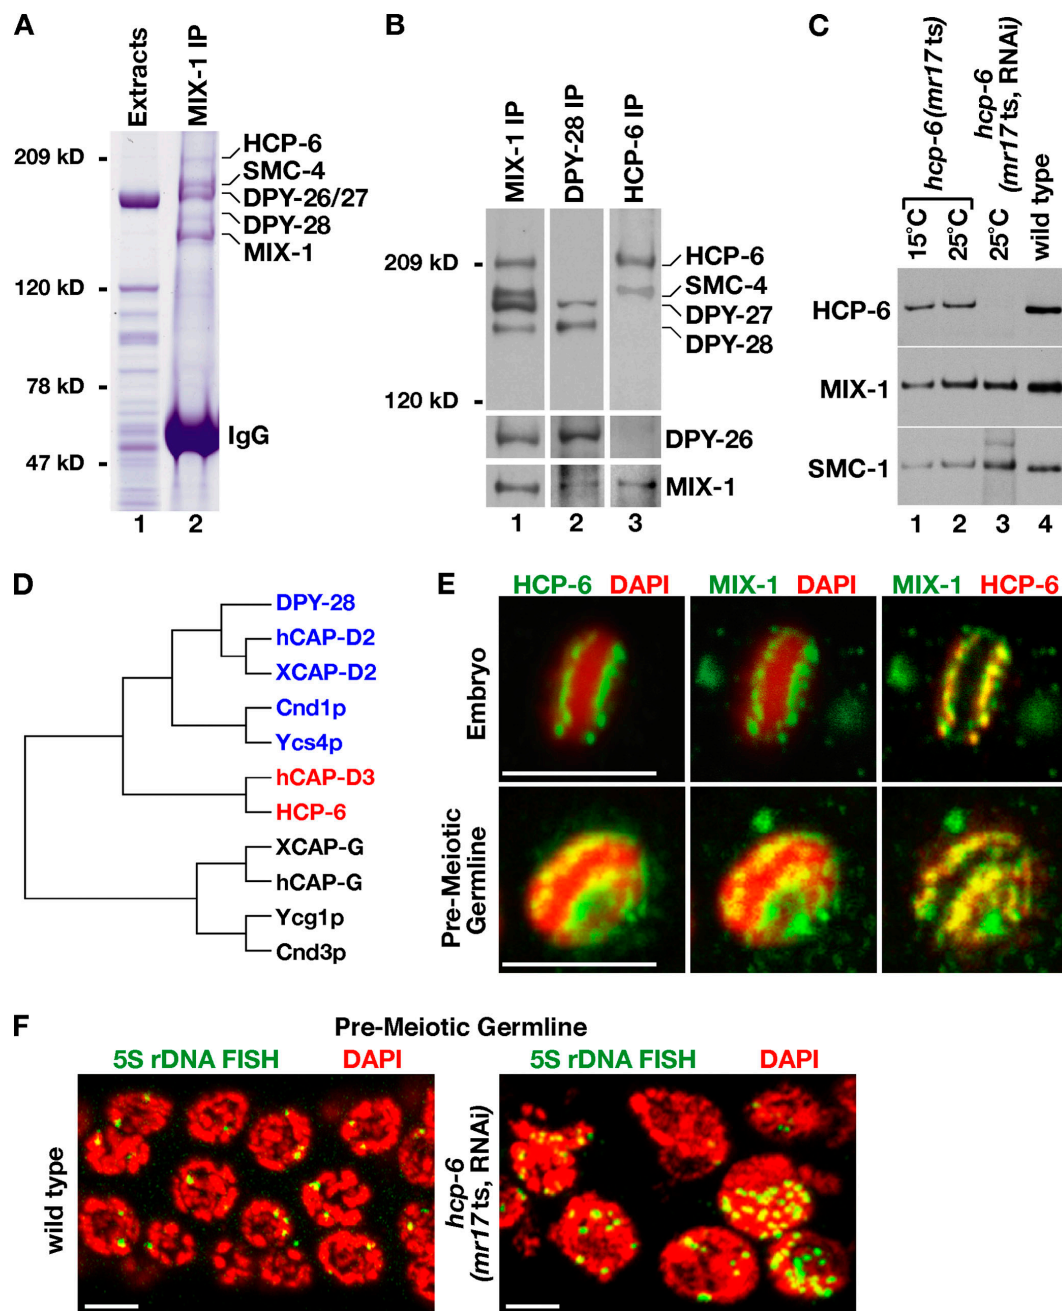 A
Extracts
MIX-1 IP
209 kD
120 kD
78 kD
47 kD
HCP-6
SMC-4
DPY-26/27
DPY-28
MIX-1
IgG
1 2
B
MIX-1 IP
DPY-28 IP
HCP-6 IP
209 kD
120 kD
HCP-6
SMC-4
DPY-27
DPY-28
DPY-26
MIX-1
1 2 3
C
hcp-6 (mr17ts)
hcp-6
(mr17ts, RNAi)
15°C
25°C
25°C
wild type
HCP-6
MIX-1
SMC-1
1 2 3 4
D
DPY-28
hCAP-D2
XCAP-D2
Cnd1p
Ycs4p
hCAP-D3
HCP-6
XCAP-G
hCAP-G
Ycg1p
Cnd3p
E
HCP-6 DAPI
MIX-1 DAPI
MIX-1 HCP-6
Embryo
Pre-Meiotic
Germline
F
Pre-Meiotic Germline
5S rDNA FISH DAPI
5S rDNA FISH DAPI
wild type
hcp-6
(mr17ts, RNAi)